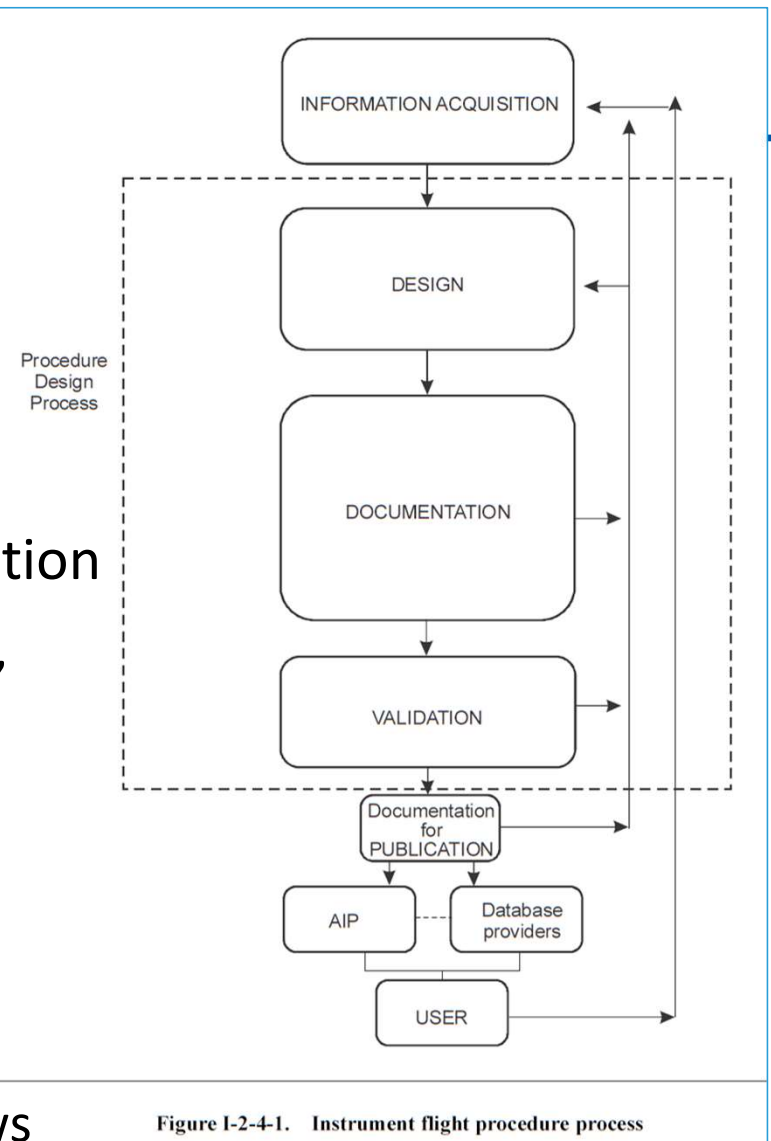 INFORMATION ACQUISITION
DESIGN
Procedure
Design
Process
DOCUMENTATION
tion
,
VALIDATION
Documentation
for
PUBLICATION
AIP
Database
providers
USER
ws
Figure I-2-4-1. Instrument flight procedure process